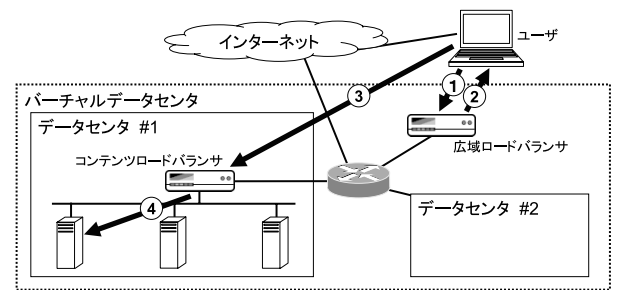 インターネット
ユーザ
①
②
③
バーチャルデータセンタ
データセンタ #1
広域ロードバランサ
コンテンツロードバランサ
④
データセンタ #2